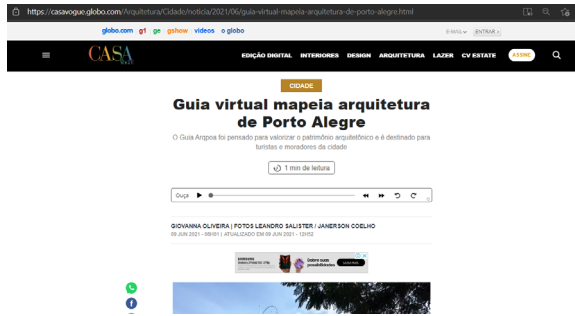 https://casavogue.globo.com/Arquitetura/Cidade/noticia/2021/06/guia-virtual-mapeia-arquitetura-de-porto-alegre.html
globo.com g1 ge gshow vídeos o globo
E-MAIL ENTRAR ›
CASA
EDIÇÃO DIGITAL INTERIORES DESIGN ARQUITETURA LAZER CV ESTATE ASSINE
CIDADE
Guia virtual mapeia arquitetura
de Porto Alegre
O Guia Arqpoa foi pensado para valorizar o patrimônio arquitetônico e é destinado para
turistas e moradores da cidade
1 min de leitura
Ouça
GIOVANNA OLIVEIRA | FOTOS LEANDRO SALISTER / JANERSON COELHO
09 JUN 2021 - 09H01 | ATUALIZADO EM 09 JUN 2021 - 12H52
Dobre suas
possibilidades